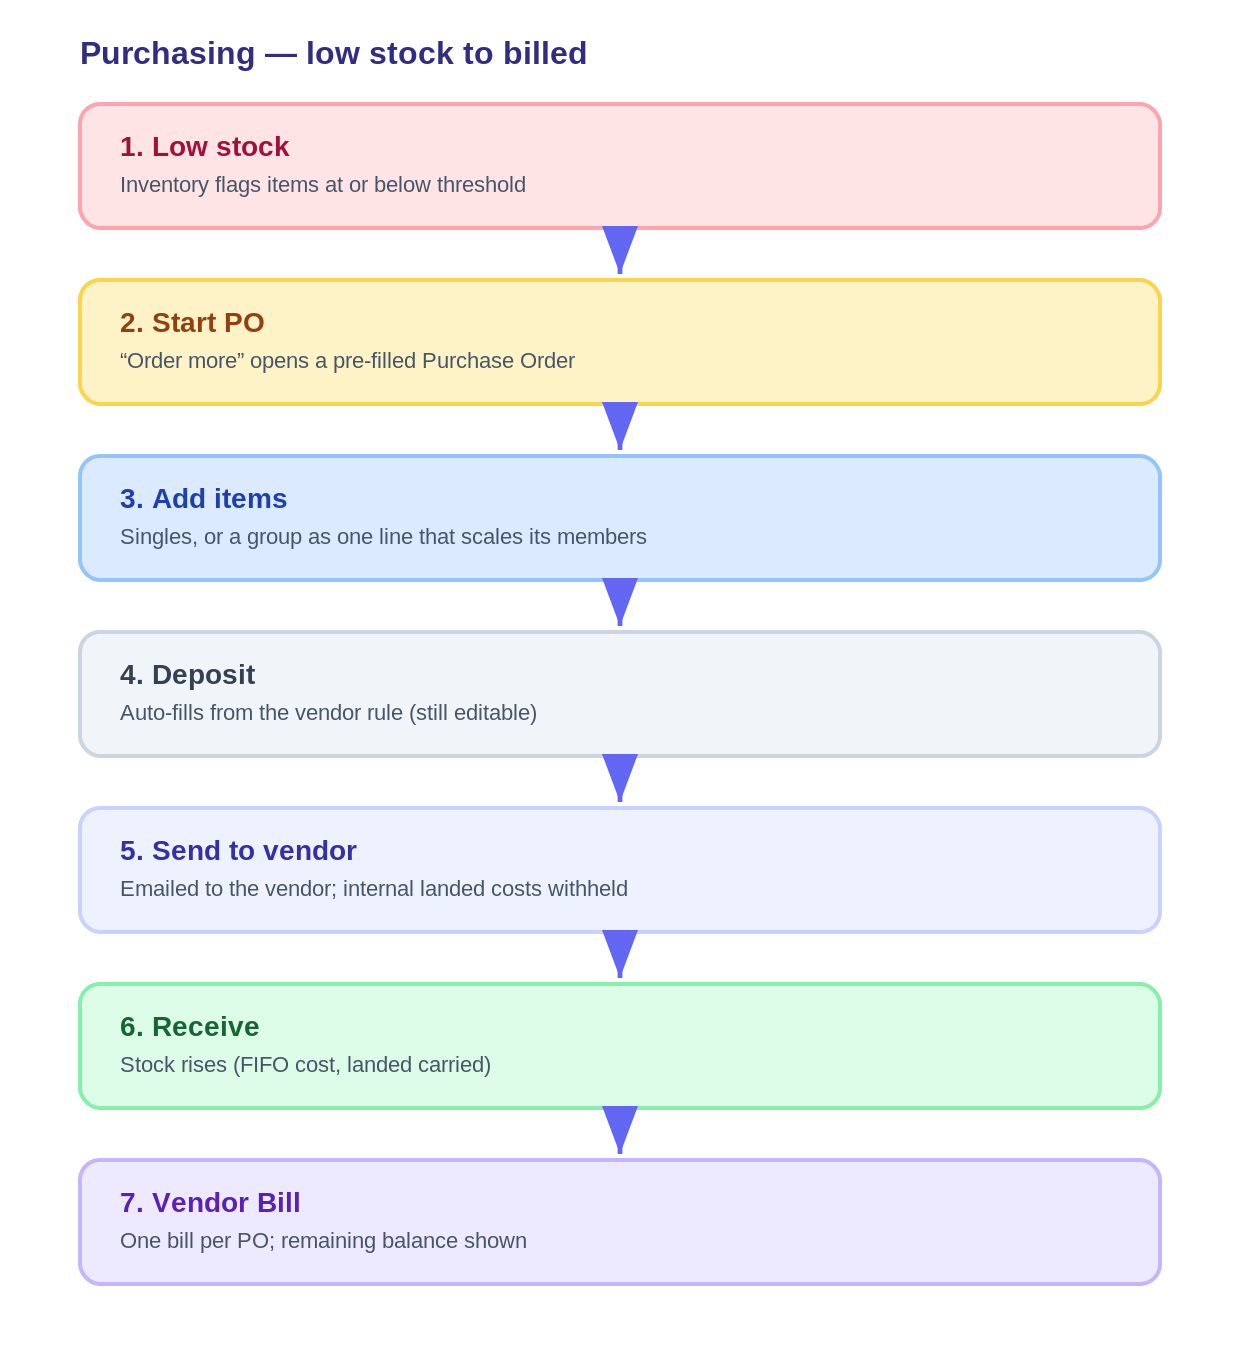 Purchasing — low stock to billed
1. Low stock
Inventory flags items at or below threshold
2. Start PO
“Order more” opens a pre-filled Purchase Order
3. Add items
Singles, or a group as one line that scales its members
4. Deposit
Auto-fills from the vendor rule (still editable)
5. Send to vendor
Emailed to the vendor; internal landed costs withheld
6. Receive
Stock rises (FIFO cost, landed carried)
7. Vendor Bill
One bill per PO; remaining balance shown